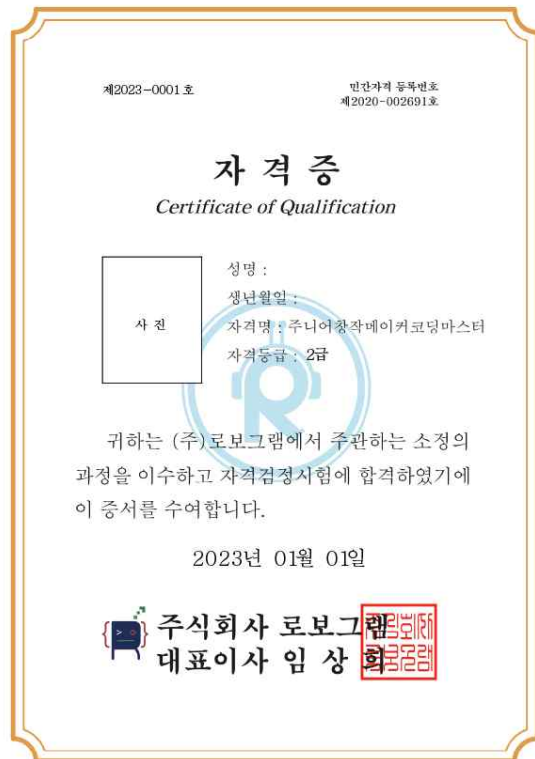 제2023-0001호
민간자격 등록번호
제2020-002691호
자 격 증
Certificate of Qualification
사 진
성명 :
생년월일 :
자격명 : 주니어창작메이커코딩마스터
자격등급 : 2급
귀하는 (주)로보그램에서 주관하는 소정의
과정을 이수하고 자격검정시험에 합격하였기에
이 증서를 수여합니다.
2023년 01월 01일
주식회사 로보그램
대표이사 임 상 희